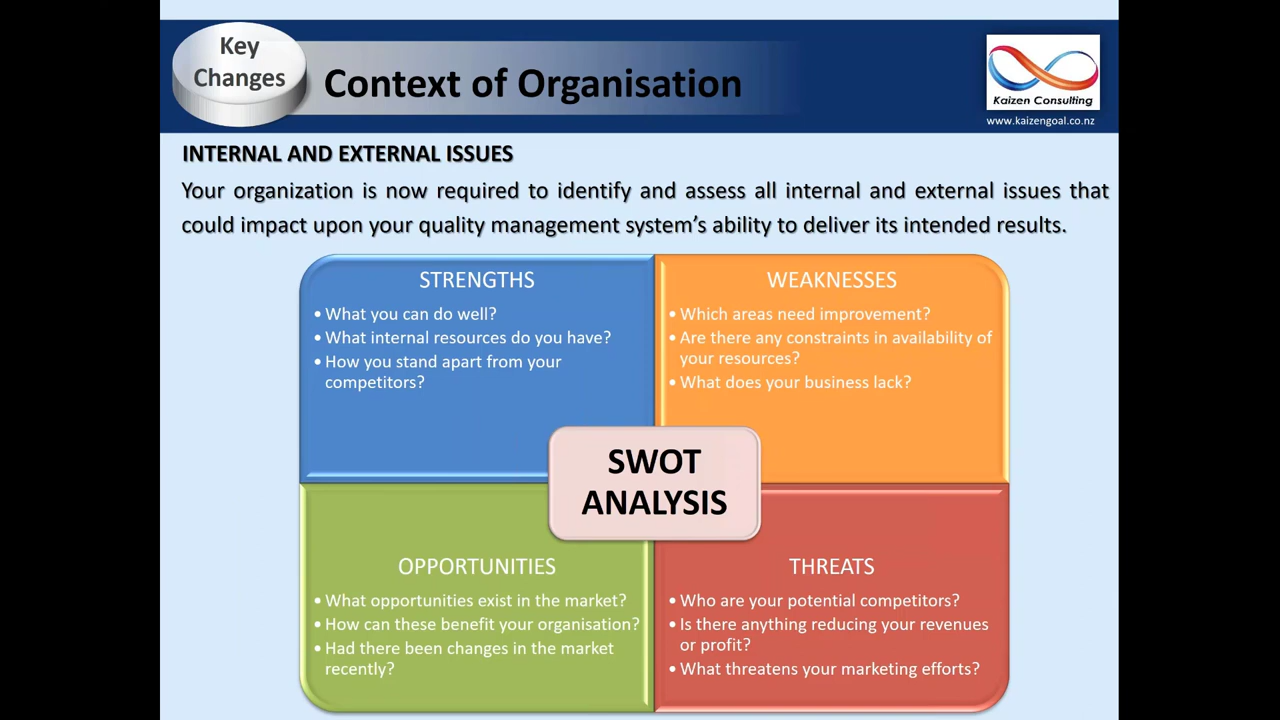 Key
Changes
Context of Organisation
Kaizen Consulting
www.kaizengoal.co.nz
INTERNAL AND EXTERNAL ISSUES
Your organization is now required to identify and assess all internal and external issues that
could impact upon your quality management system's ability to deliver its intended results.
STRENGTHS
• What you can do well?
• What internal resources do you have?
• How you stand apart from your
competitors?
WEAKNESSES
• Which areas need improvement?
• Are there any constraints in availability of
your resources?
• What does your business lack?
SWOT
ANALYSIS
OPPORTUNITIES
• What opportunities exist in the market?
• How can these benefit your organisation?
• Had there been changes in the market
recently?
THREATS
• Who are your potential competitors?
• Is there anything reducing your revenues
or profit?
• What threatens your marketing efforts?